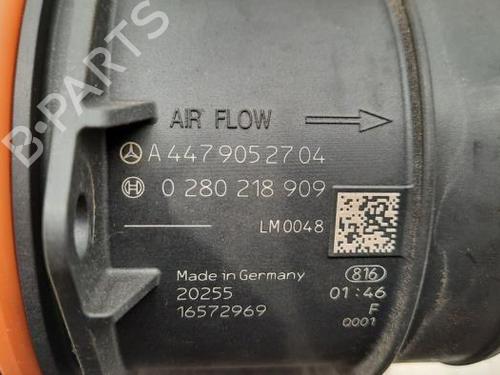 B-PARTS
AIR FLOW
A 447 905 27 04
0 280 218 909
LM0048
Made in Germany
20255
16572969
816
01:46
F
Q001